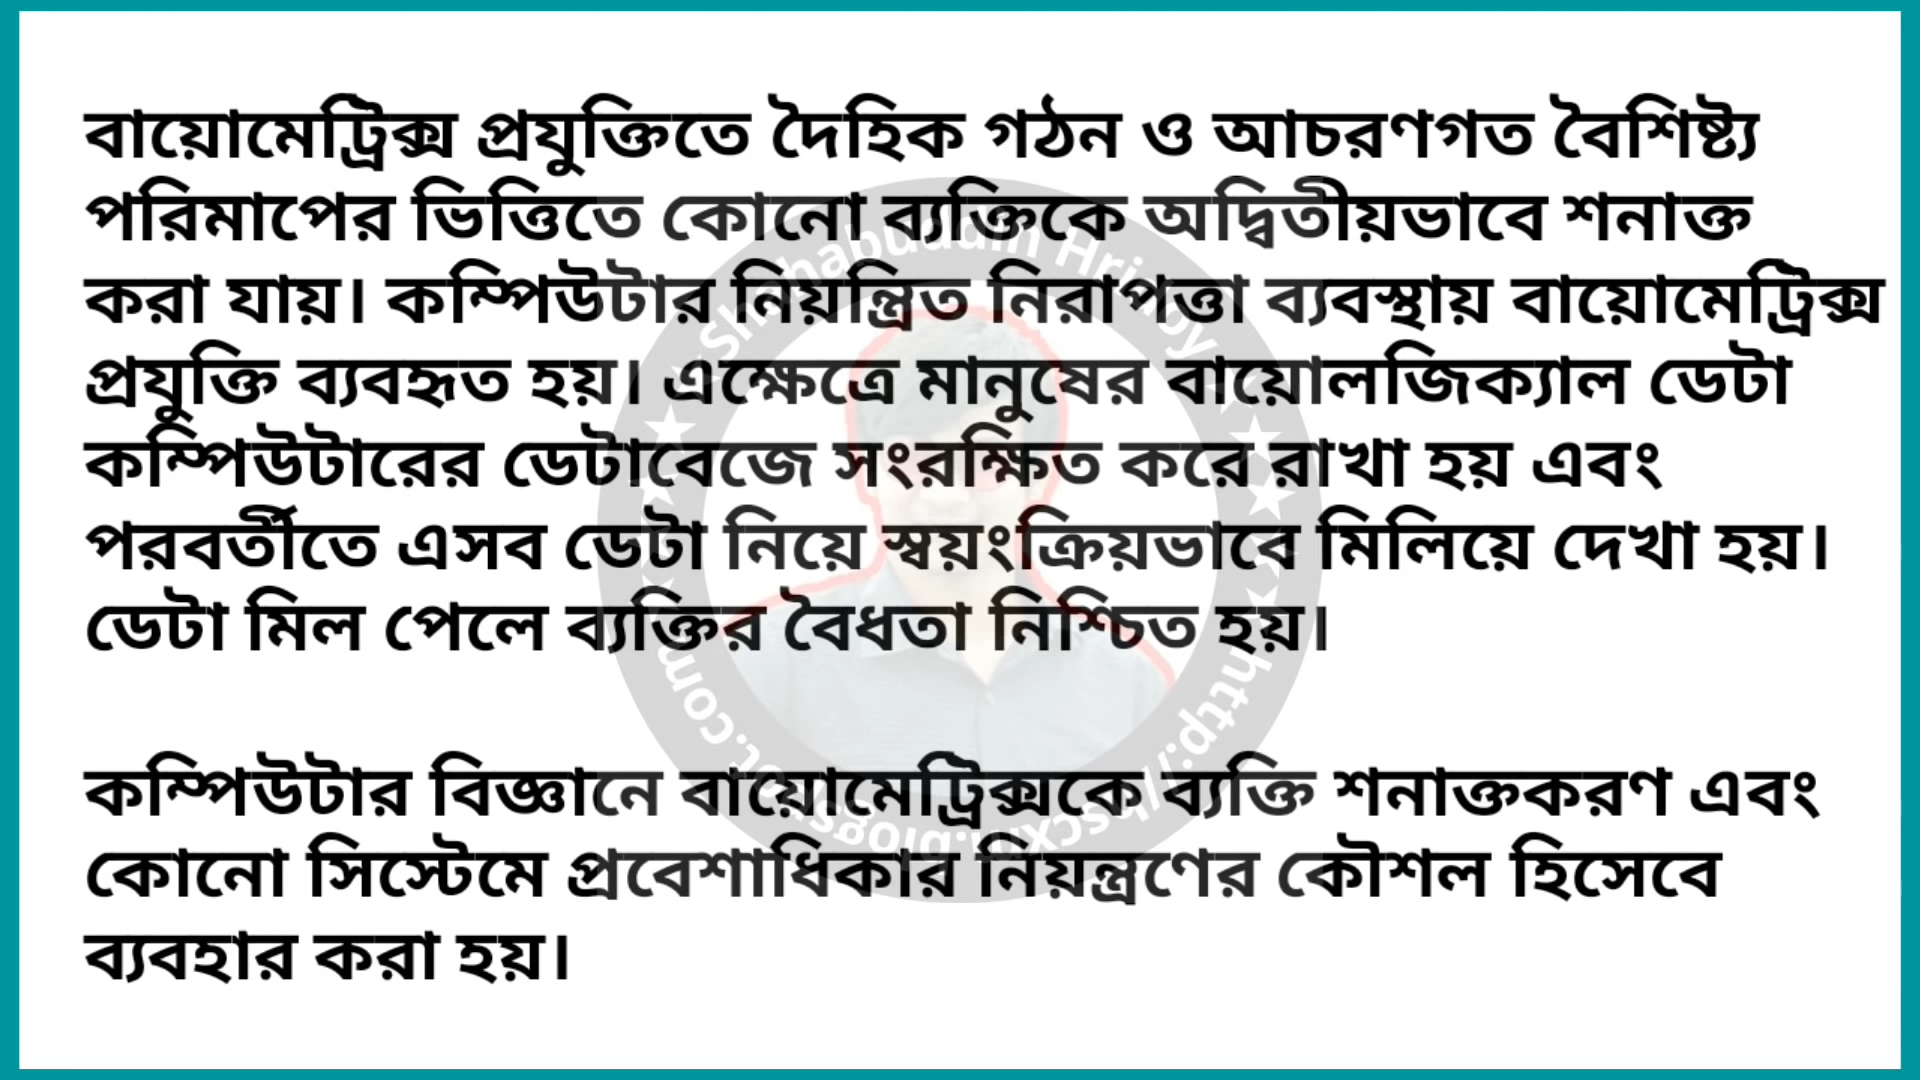 বায়োমেট্রিক্স প্রযুক্তিতে দৈহিক গঠন ও আচরণগত বৈশিষ্ট্য
পরিমাপের ভিত্তিতে কোনো ব্যক্তিকে অদ্বিতীয়ভাবে শনাক্ত
করা যায়। কম্পিউটার নিয়ন্ত্রিত নিরাপত্তা ব্যবস্থায় বায়োমেট্রিক্স
প্রযুক্তি ব্যবহৃত হয়। এক্ষেত্রে মানুষের বায়োলজিক্যাল ডেটা
কম্পিউটারের ডেটাবেজে সংরক্ষিত করে রাখা হয় এবং
পরবর্তীতে এসব ডেটা নিয়ে স্বয়ংক্রিয়ভাবে মিলিয়ে দেখা হয়।
ডেটা মিল পেলে ব্যক্তির বৈধতা নিশ্চিত হয়।
কম্পিউটার বিজ্ঞানে বায়োমেট্রিক্সকে ব্যক্তি শনাক্তকরণ এবং
কোনো সিস্টেমে প্রবেশাধিকার নিয়ন্ত্রণের কৌশল হিসেবে
ব্যবহার করা হয়।
Shahabuddin Hridoy